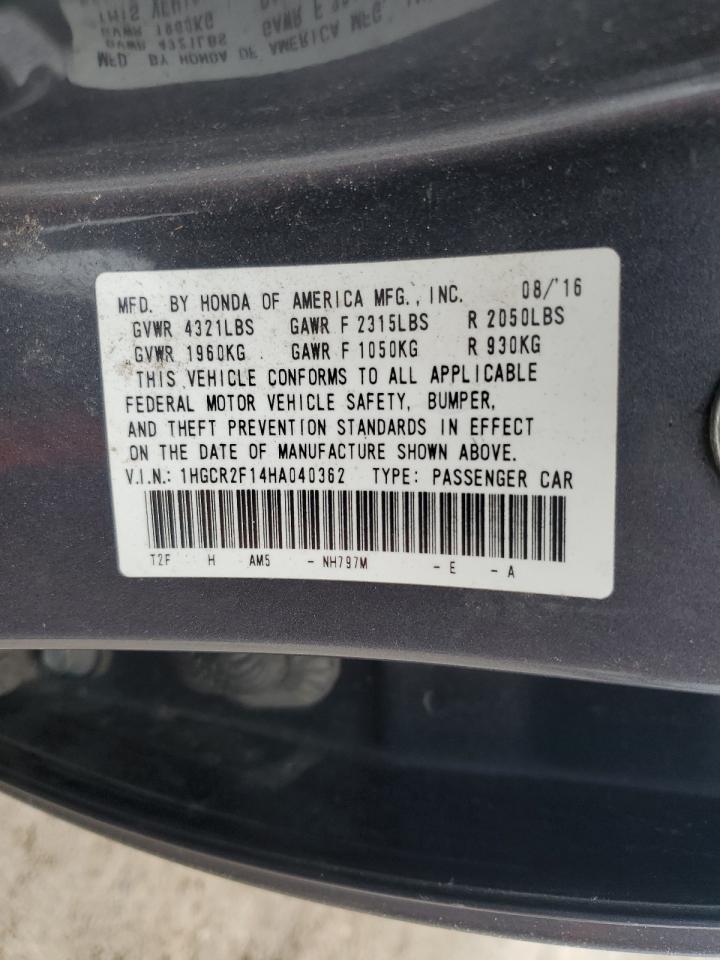 MFD. BY HONDA OF AMERICA MFG., INC. 08/'16
GVWR 4321LBS GAWR F 2315LBS R 2050LBS
GVWR 1960KG GAWR F 1050KG R 930KG
THIS VEHICLE CONFORMS TO ALL APPLICABLE
FEDERAL MOTOR VEHICLE SAFETY, BUMPER,
AND THEFT PREVENTION STANDARDS IN EFFECT
ON THE DATE OF MANUFACTURE SHOWN ABOVE.
V.I.N.: 1HGCR2F14HA040362 TYPE: PASSENGER CAR
T2F H AM5 - NH797M - E - A